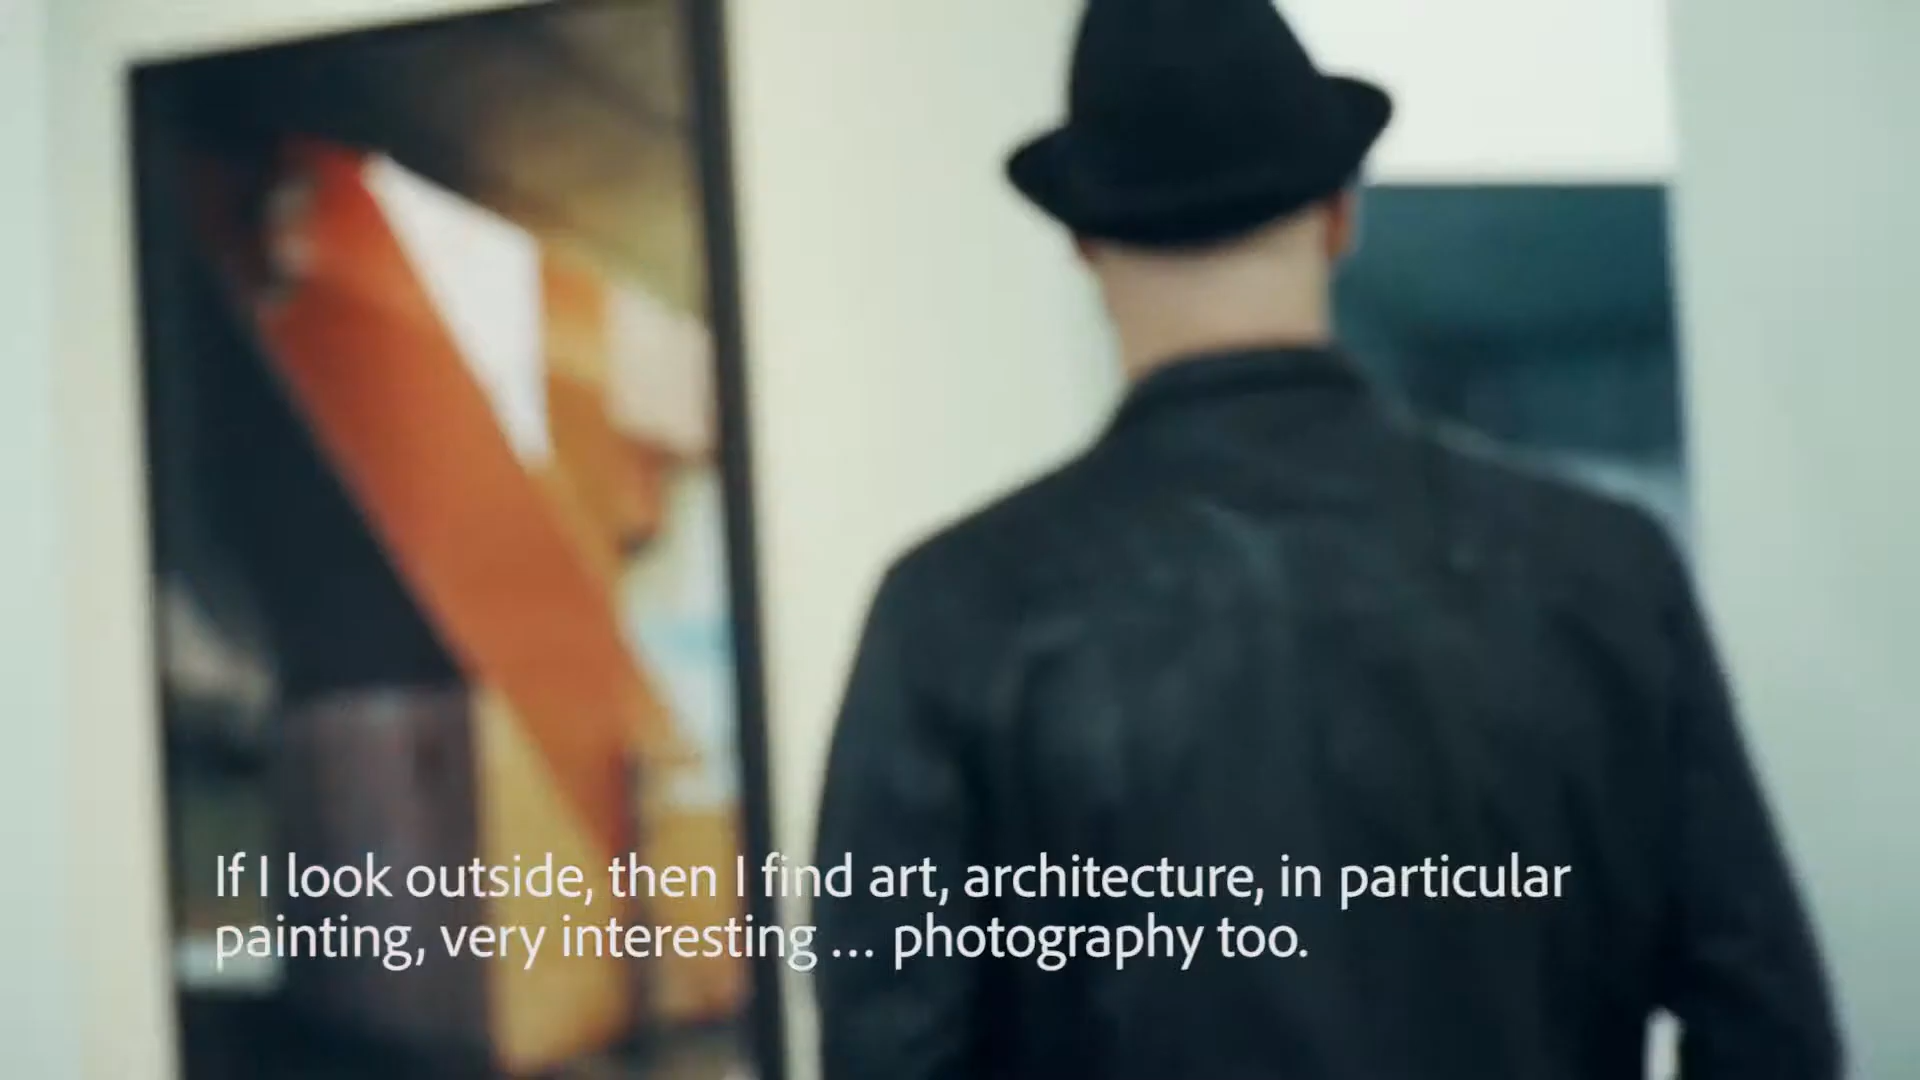 If I look outside, then I find art, architecture, in particular
painting, very interesting … photography too.